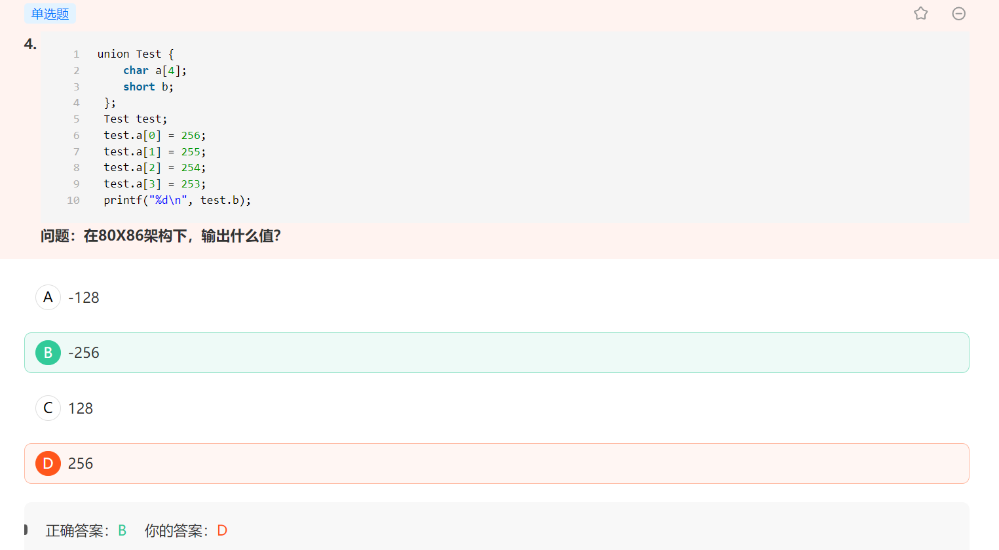 单选题
4.
1 union Test {
2 char a[4];
3 short b;
4 };
5 Test test;
6 test.a[0] = 256;
7 test.a[1] = 255;
8 test.a[2] = 254;
9 test.a[3] = 253;
10 printf("%d\n", test.b);
问题：在80X86架构下，输出什么值?
A -128
B -256
C 128
D 256
正确答案：B 你的答案：D